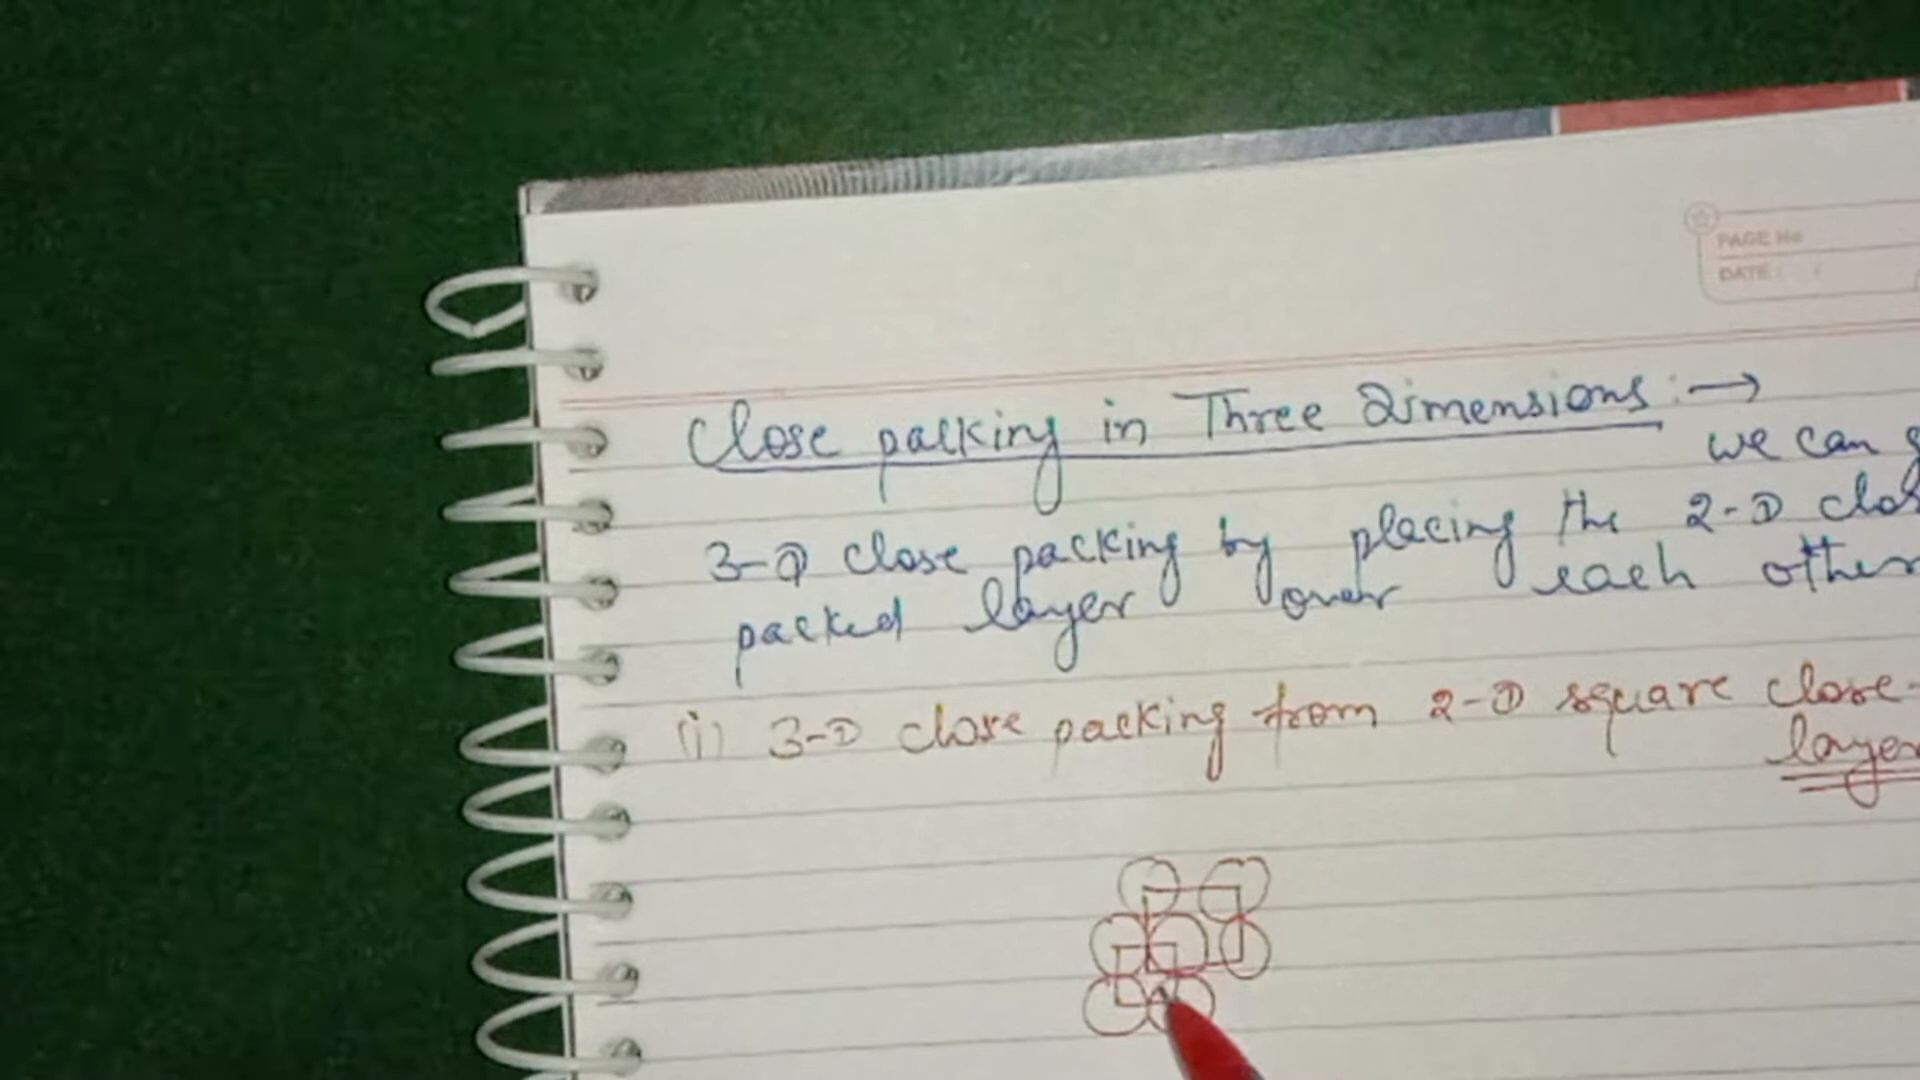 PAGE No
DATE :
Close packing in Three Dimensions :→
we can
3-D close packing by placing the 2-D clos
packed layer over each other
(i) 3-D close packing from 2-D square close-
layer